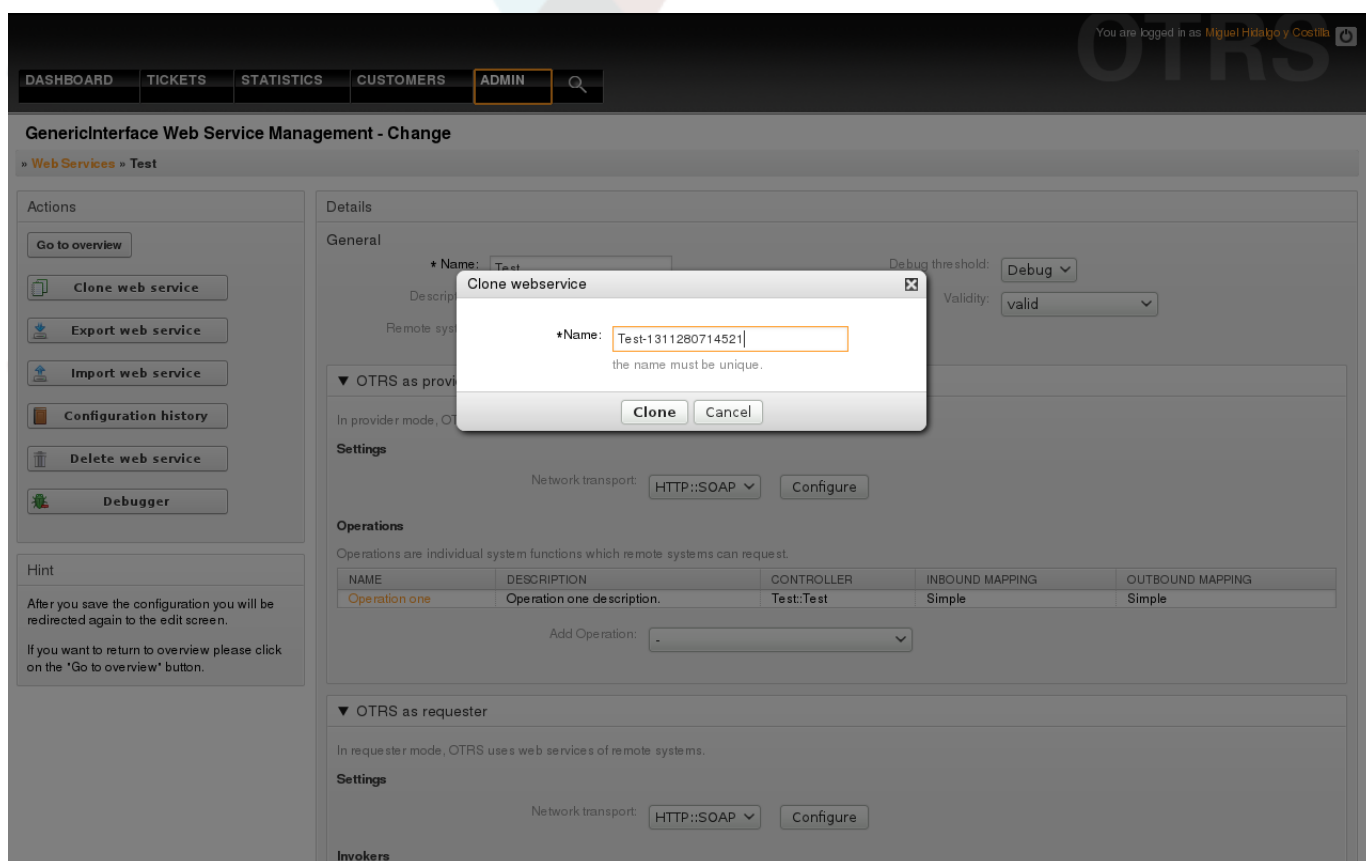 OTRS
You are logged in as Miguel Hidalgo y Costilla
DASHBOARD TICKETS STATISTICS CUSTOMERS ADMIN
GenericInterface Web Service Management - Change
» Web Services » Test
Actions
Go to overview
Clone web service
Export web service
Import web service
Configuration history
Delete web service
Debugger
Hint
After you save the configuration you will be
redirected again to the edit screen.
If you want to return to overview please click
on the "Go to overview" button.
Details
General
* Name: Test
Debug threshold: Debug
Validity: valid
Clone webservice
*Name: Test-1311280714521
the name must be unique.
Clone Cancel
▼ OTRS as
In provider mode,
Settings
Network transport: HTTP::SOAP Configure
Operations
Operations are individual system functions which remote systems can request.
NAME DESCRIPTION CONTROLLER INBOUND MAPPING OUTBOUND MAPPING
Operation one Operation one description. Test::Test Simple Simple
Add Operation: -
▼ OTRS as requester
In requester mode, OTRS uses web services of remote systems.
Settings
Network transport: HTTP::SOAP Configure
Invokers